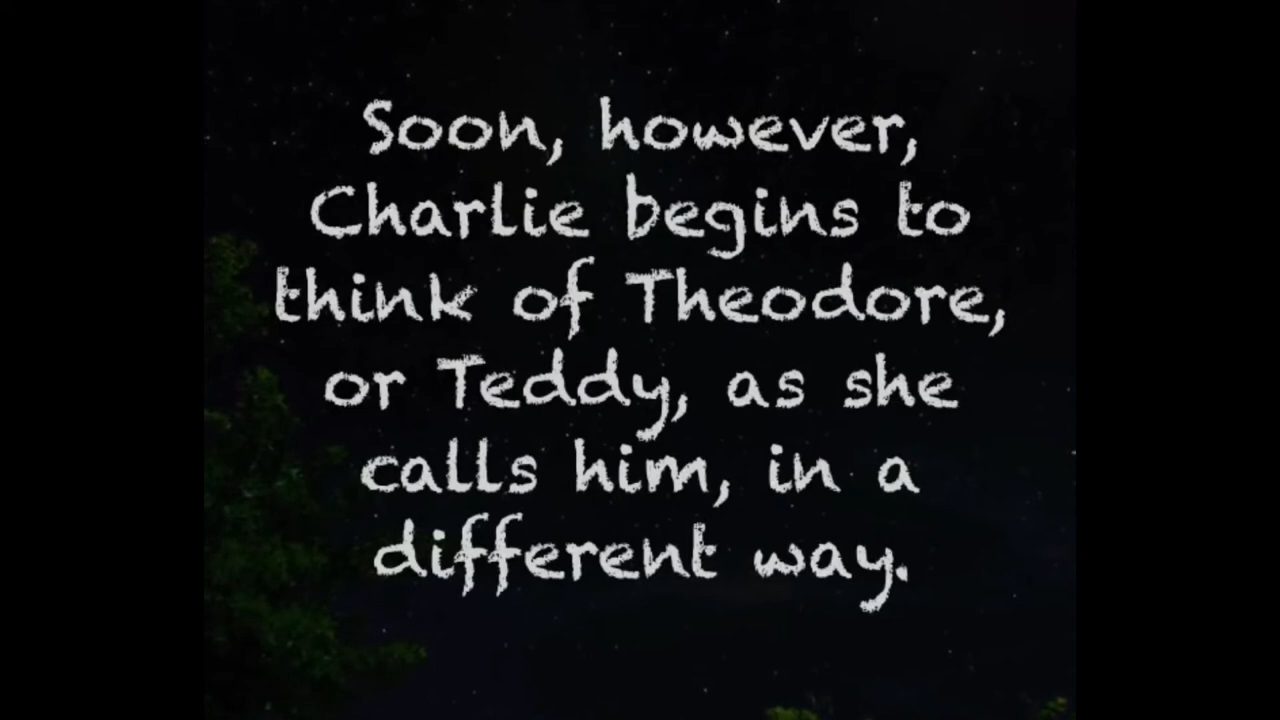 Soon, however,
Charlie begins to
think of Theodore,
or Teddy, as she
calls him, in a
different way.